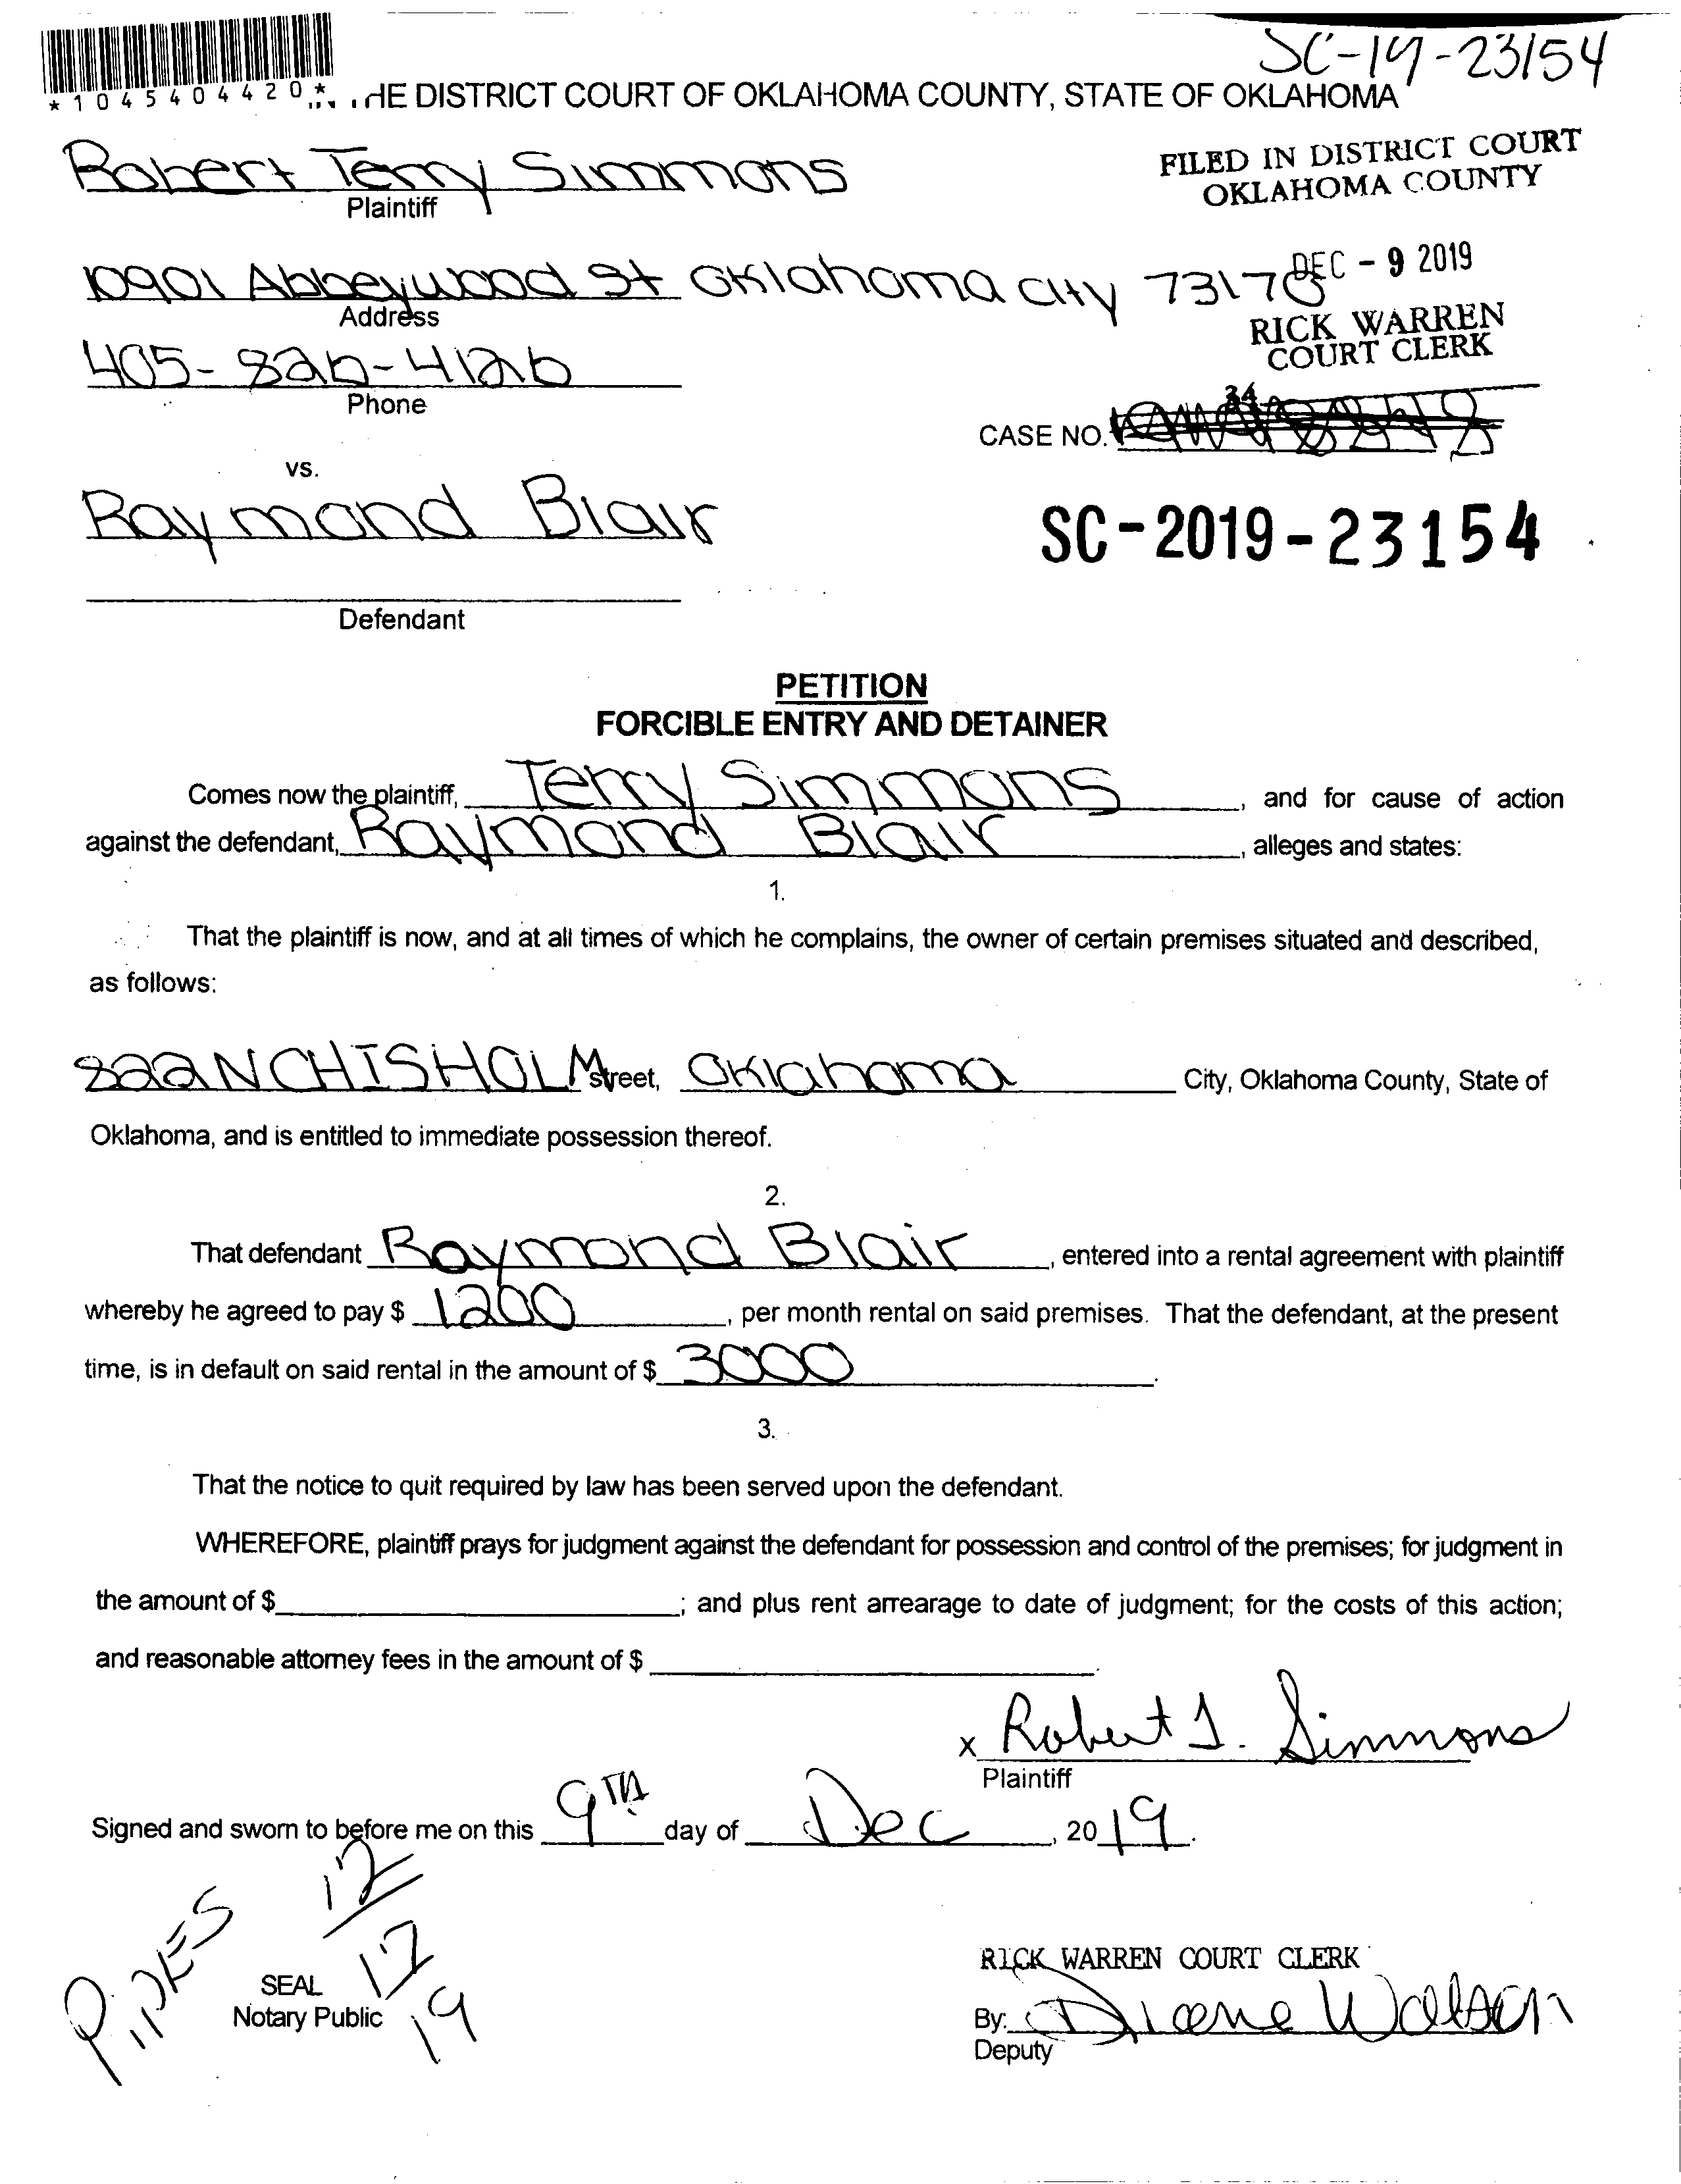 SC-19-23154
*1045404420*
HE DISTRICT COURT OF OKLAHOMA COUNTY, STATE OF OKLAHOMA
Robert Terry Simmons
Plaintiff
FILED IN DISTRICT COURT
OKLAHOMA COUNTY
10901 Abbeywood St Oklahoma City 73170
DEC - 9 2019
Address
RICK WARREN
COURT CLERK
405-826-4126
Phone
34
CASE NO.
vs.
Raymond Blair
SC-2019-23154
Defendant
PETITION
FORCIBLE ENTRY AND DETAINER
Comes now the plaintiff, Terry Simmons, and for cause of action
against the defendant, Raymond Blair, alleges and states:
1.
That the plaintiff is now, and at all times of which he complains, the owner of certain premises situated and described,
as follows:
822 N CHISHOLM Street, Oklahoma City, Oklahoma County, State of
Oklahoma, and is entitled to immediate possession thereof.
2.
That defendant Raymond Blair, entered into a rental agreement with plaintiff
whereby he agreed to pay $ 1200, per month rental on said premises. That the defendant, at the present
time, is in default on said rental in the amount of $ 3000.
3.
That the notice to quit required by law has been served upon the defendant.
WHEREFORE, plaintiff prays for judgment against the defendant for possession and control of the premises; for judgment in
the amount of $ ; and plus rent arrearage to date of judgment; for the costs of this action;
and reasonable attorney fees in the amount of $ .
x Robert T. Simmons
Plaintiff
Signed and sworn to before me on this 9TH day of Dec, 2019.
12
12
19
SEAL
Notary Public
RICK WARREN COURT CLERK
By: Diane Watson
Deputy